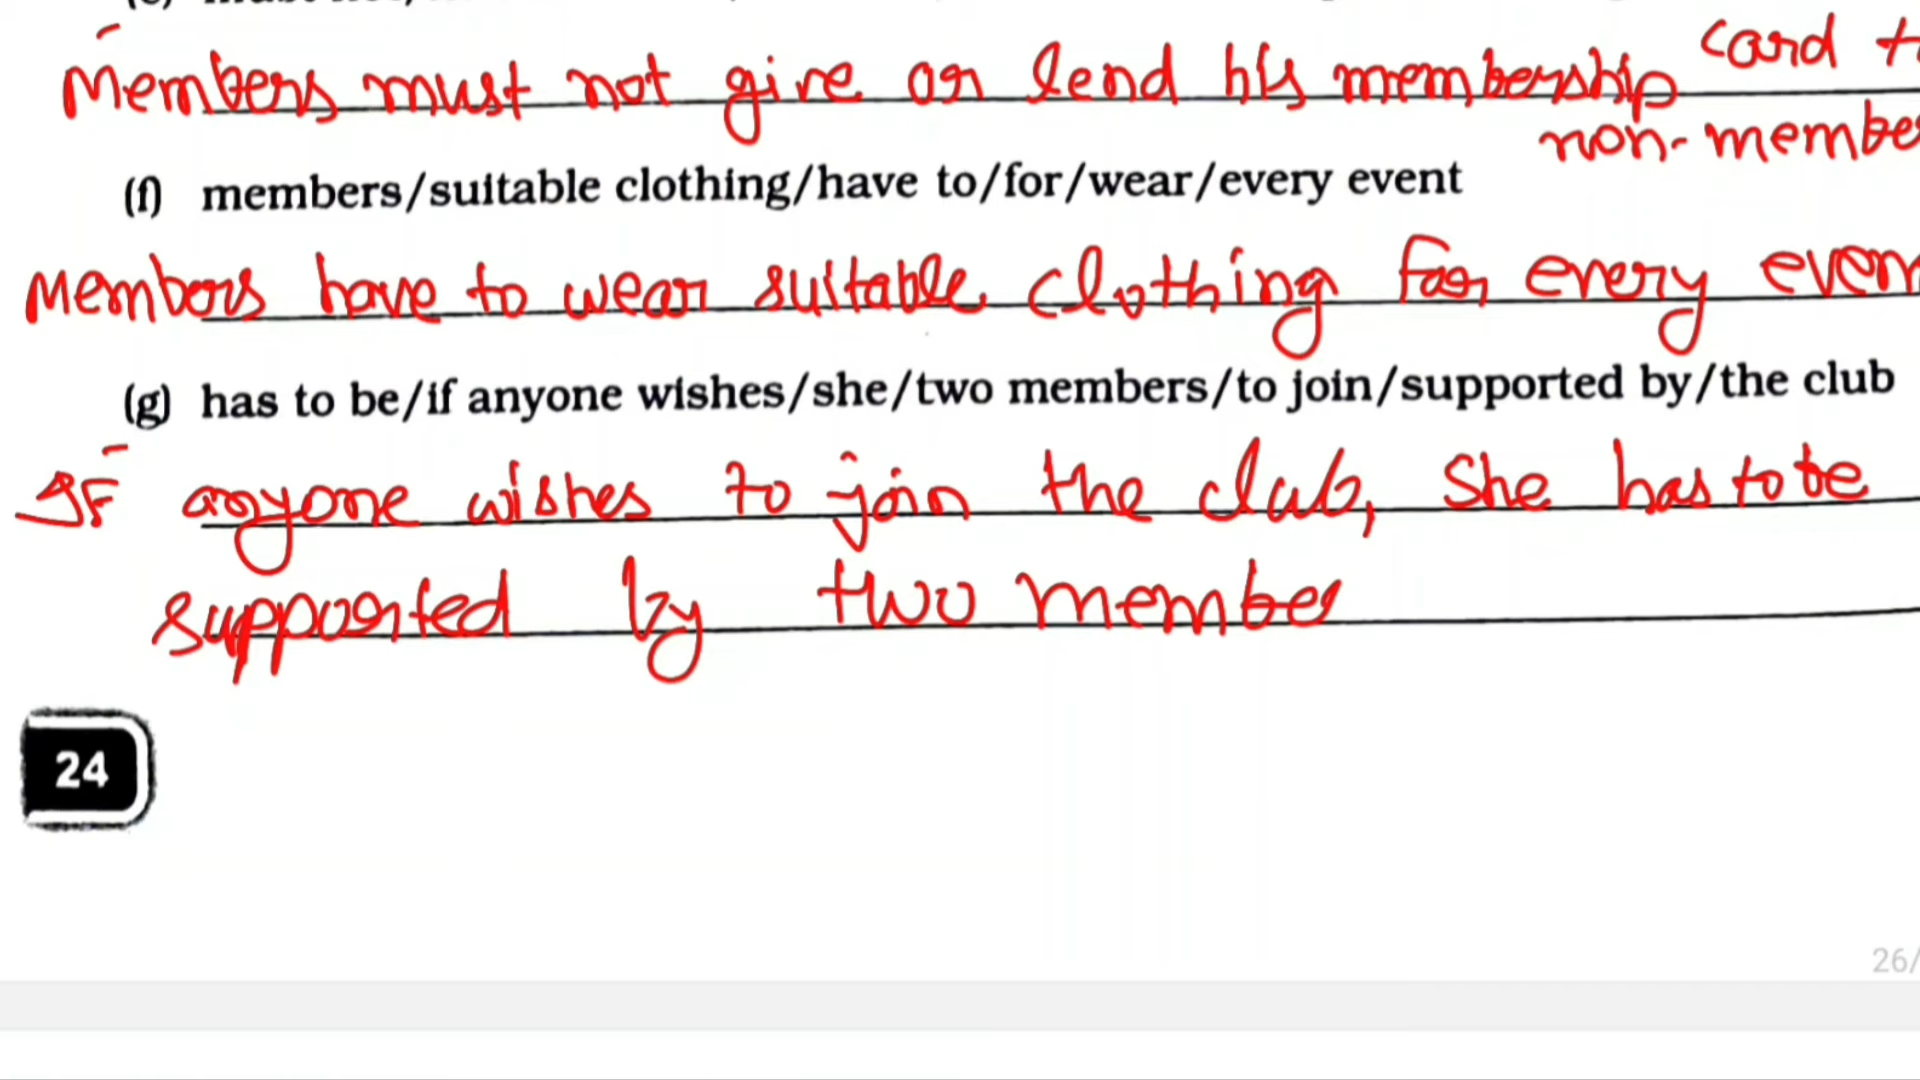 card
Members must not give or lend his membership
non-membe
(f) members/suitable clothing/have to/for/wear/every event
Members have to wear suitable clothing for every even
(g) has to be/if anyone wishes/she/two members/to join/supported by/the club
If anyone wishes to join the club, She has to be
supported by two member
24
26/